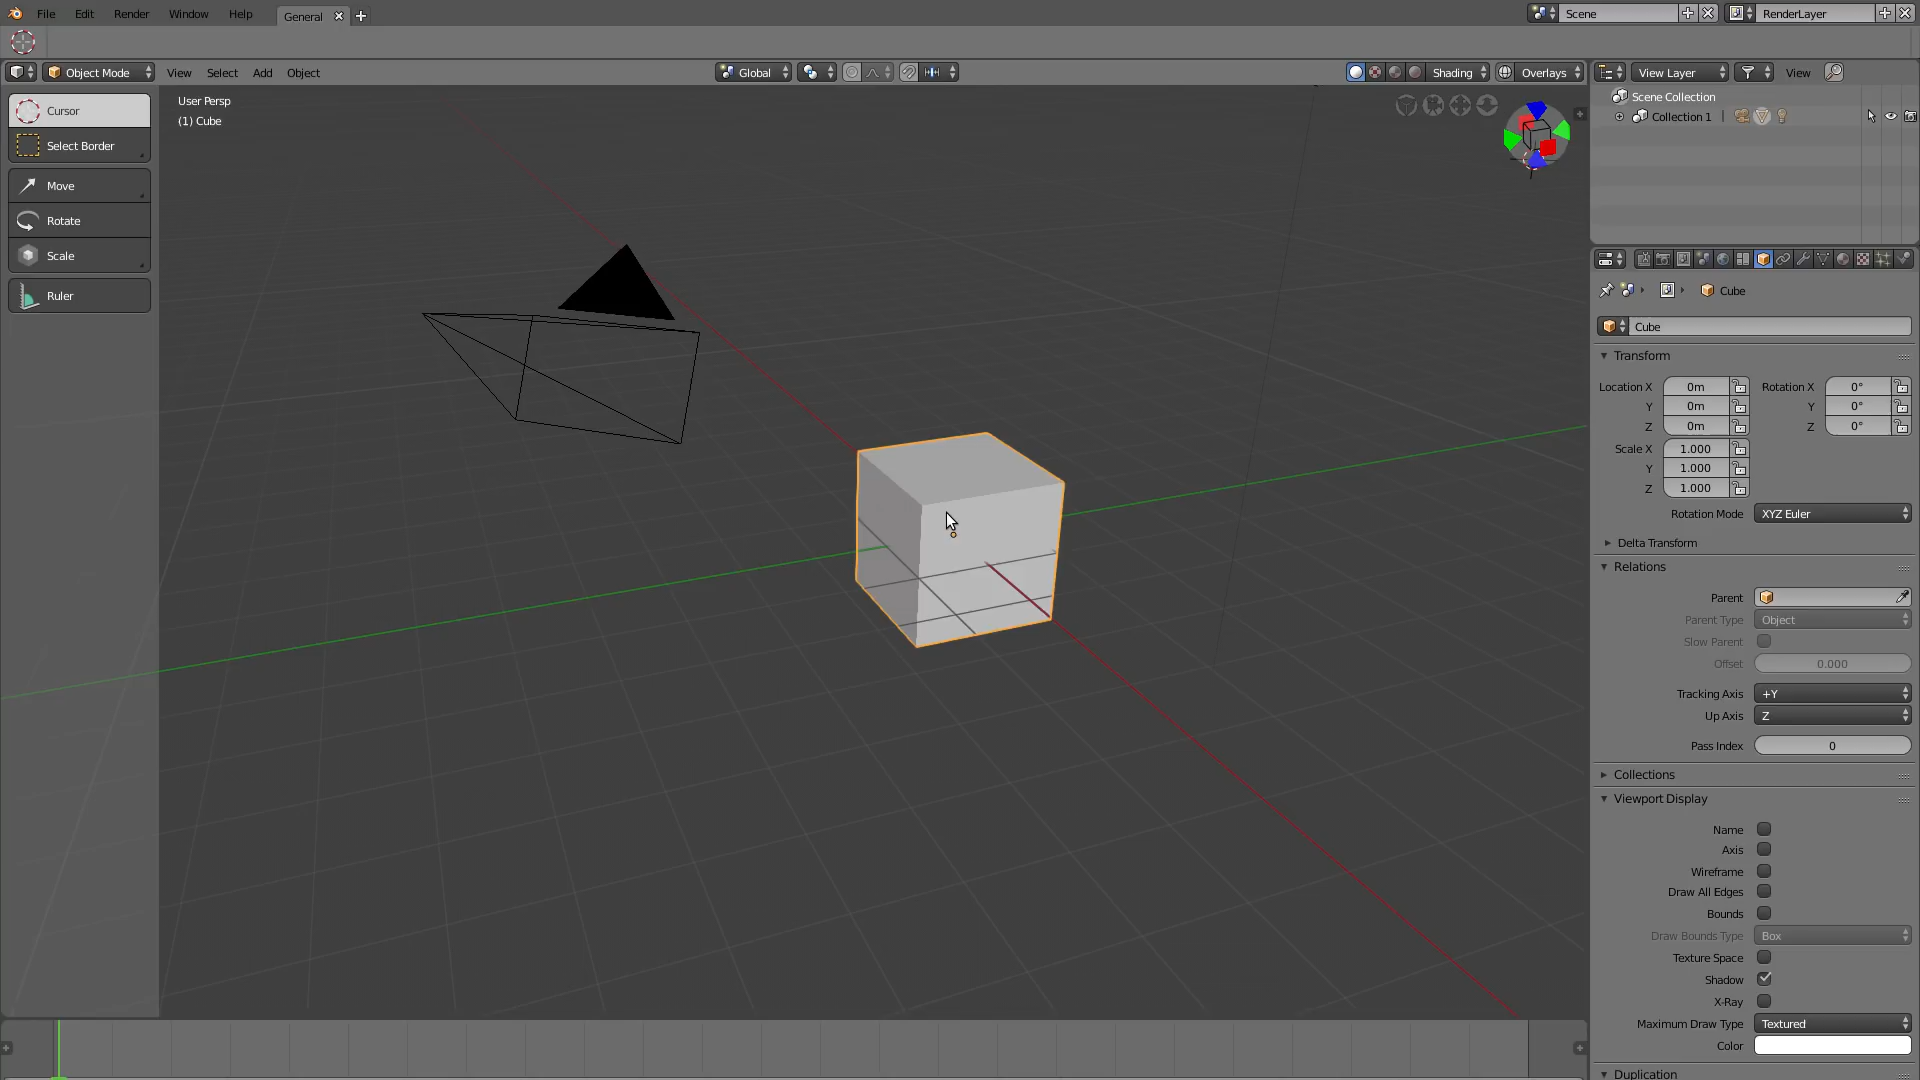 File Edit Render Window Help General Scene RenderLayer
Object Mode View Select Add Object Global Shading Overlays View Layer View
Cursor
Select Border
Move
Rotate
Scale
Ruler
User Persp
(1) Cube
Scene Collection
Collection 1
Cube
Cube
Transform
Location X 0m Rotation X 0°
Y 0m Y 0°
Z 0m Z 0°
Scale X 1.000
Y 1.000
Z 1.000
Rotation Mode XYZ Euler
Delta Transform
Relations
Parent
Parent Type Object
Slow Parent
Offset 0.000
Tracking Axis +Y
Up Axis Z
Pass Index 0
Collections
Viewport Display
Name
Axis
Wireframe
Draw All Edges
Bounds
Draw Bounds Type Box
Texture Space
Shadow
X-Ray
Maximum Draw Type Textured
Color
Duplication